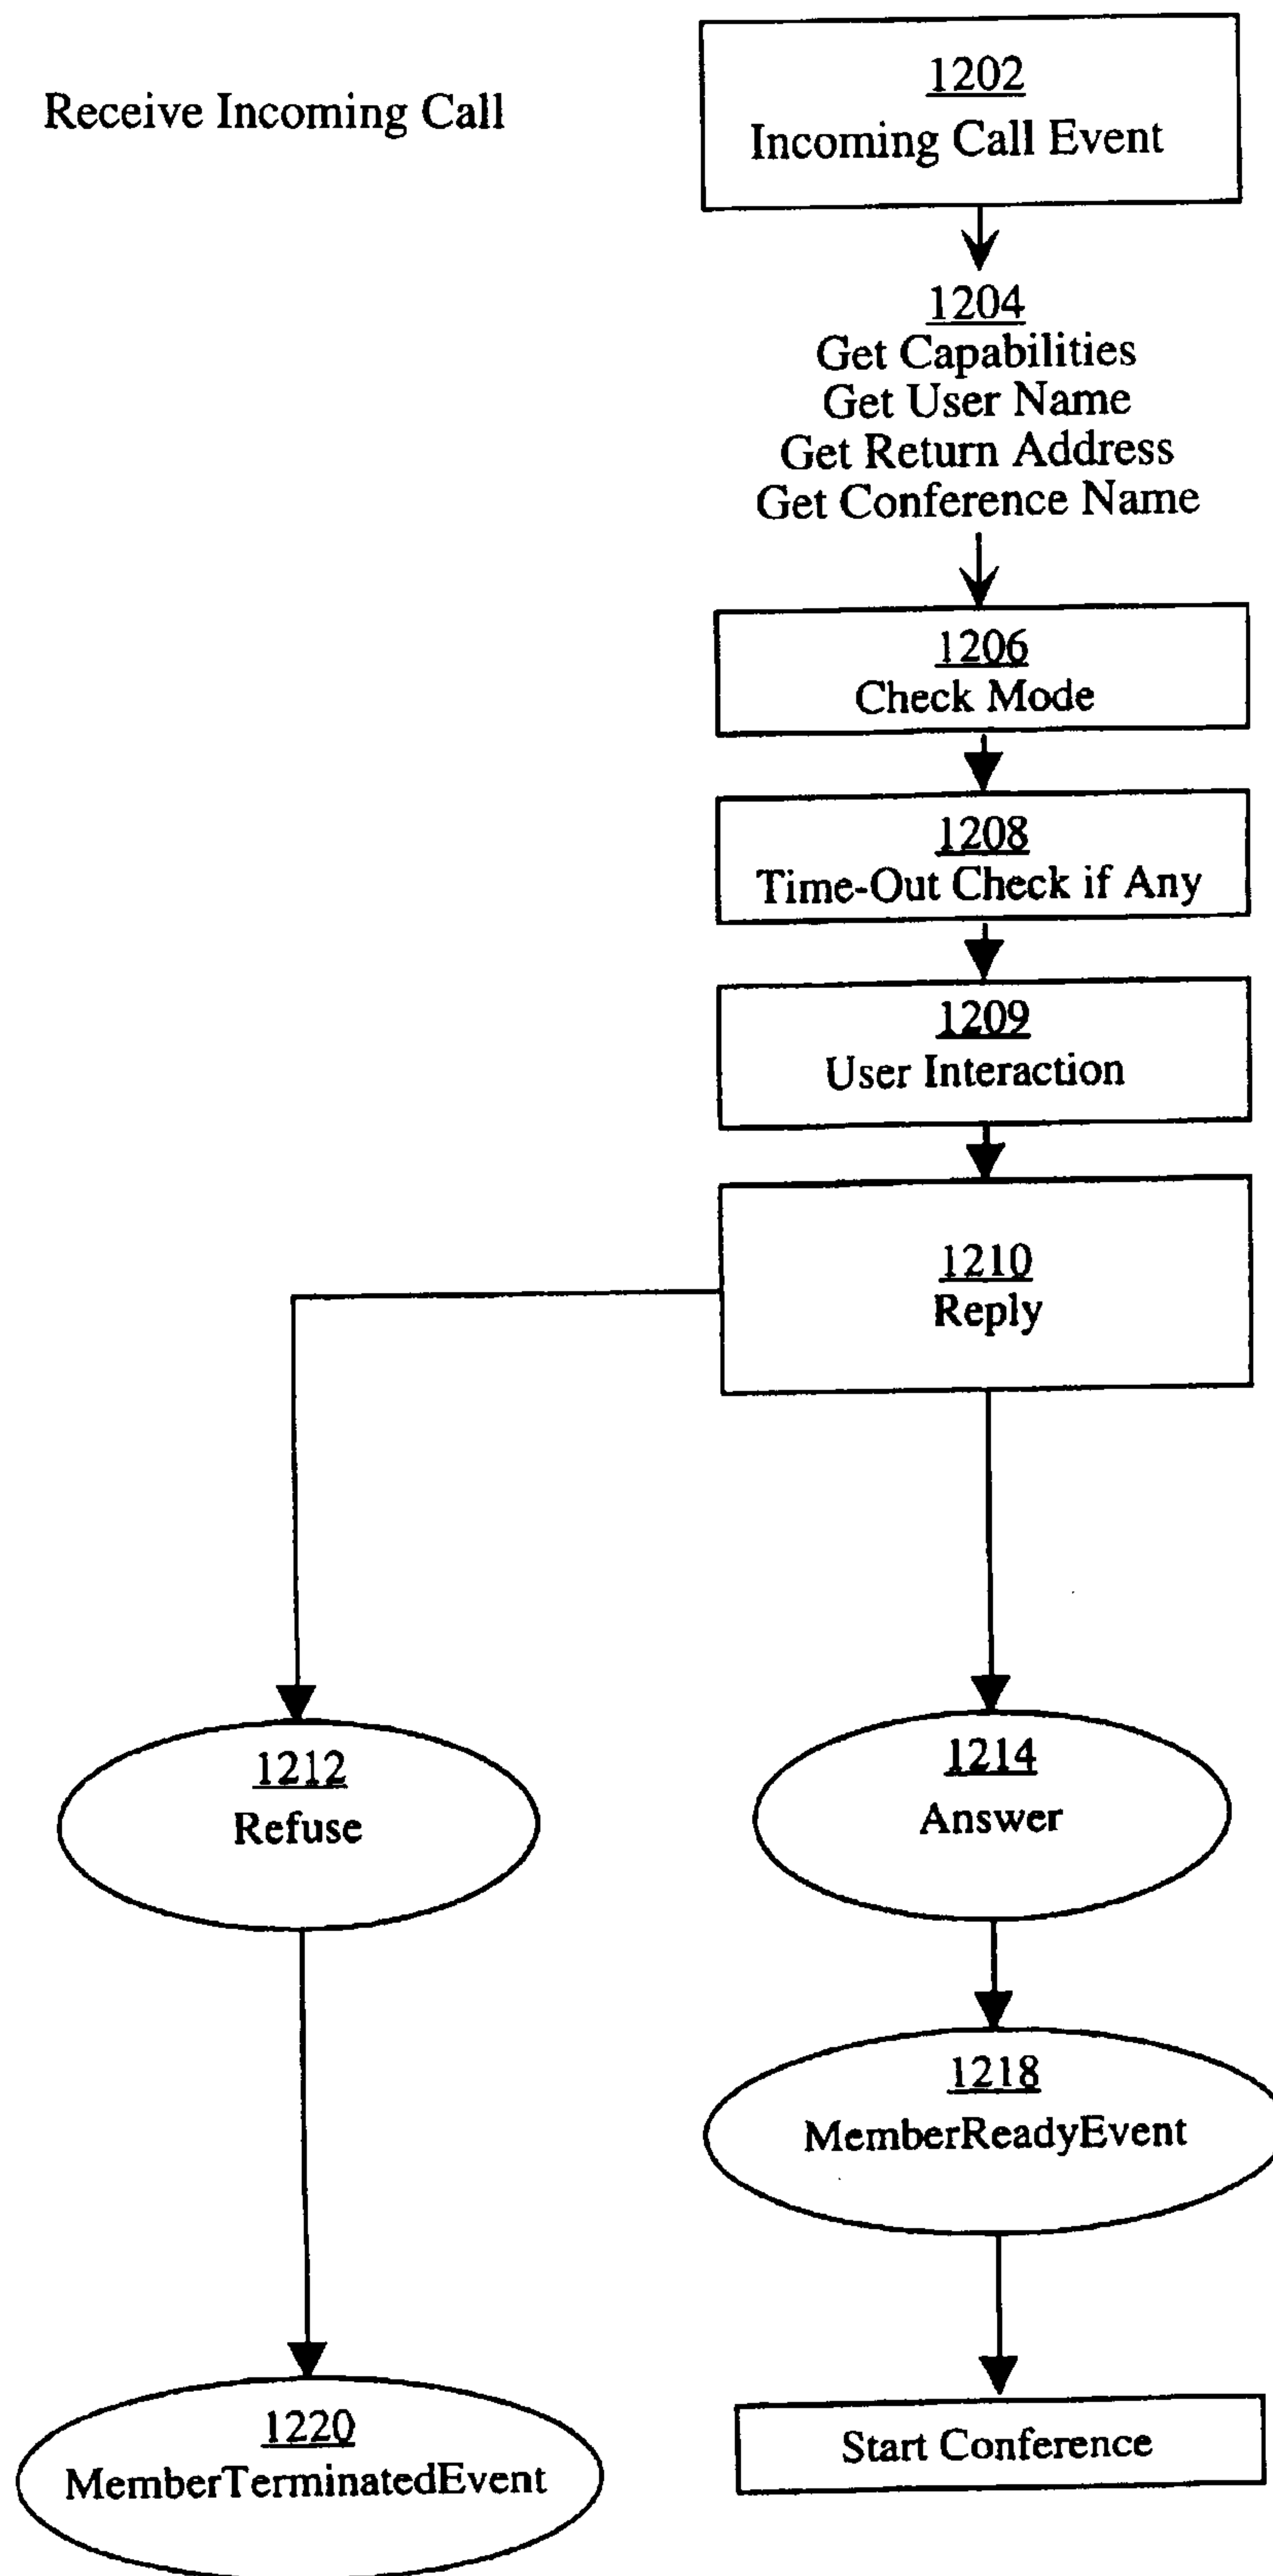 Receive Incoming Call
1202
Incoming Call Event
1204
Get Capabilities
Get User Name
Get Return Address
Get Conference Name
1206
Check Mode
1208
Time-Out Check if Any
1209
User Interaction
1210
Reply
1212
Refuse
1214
Answer
1218
MemberReadyEvent
1220
MemberTerminatedEvent
Start Conference